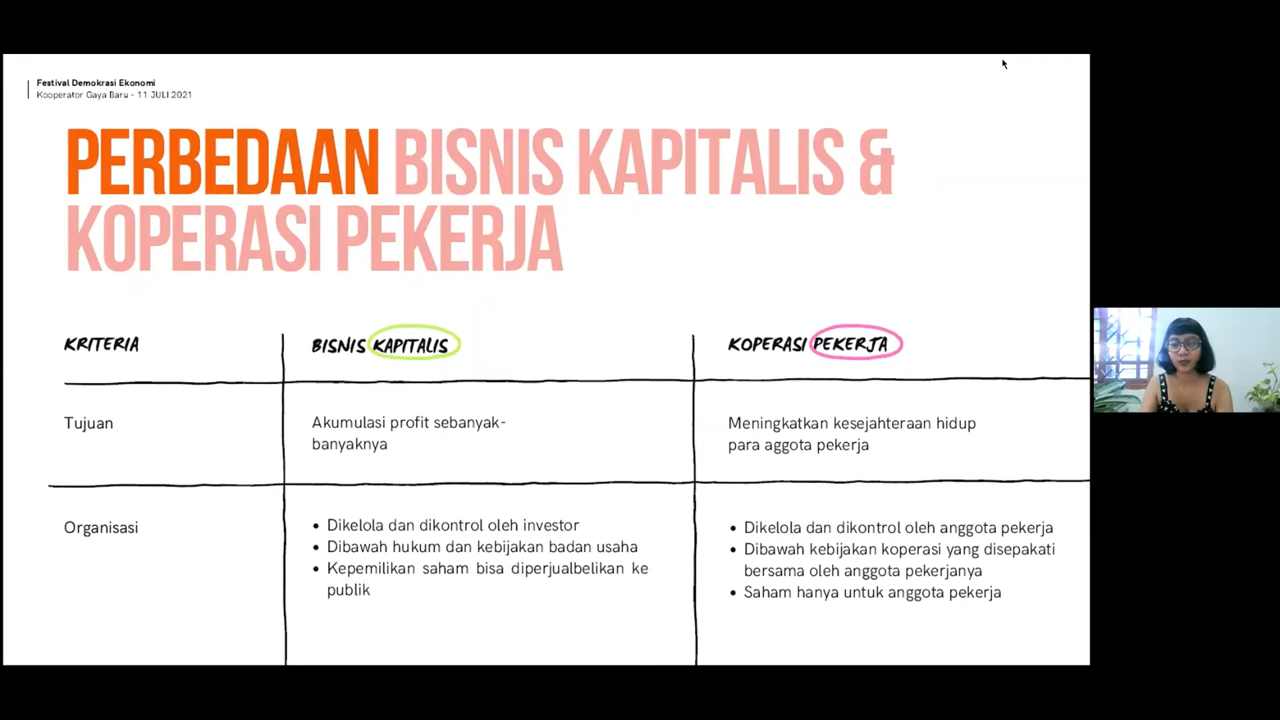 Festival Demokrasi Ekonomi
Kooperator Gaya Baru - 11 JULI 2021
PERBEDAAN BISNIS KAPITALIS &
KOPERASI PEKERJA
KRITERIA
BISNIS KAPITALIS
KOPERASI PEKERJA
Tujuan
Akumulasi profit sebanyak-
banyaknya
Meningkatkan kesejahteraan hidup
para aggota pekerja
Organisasi
• Dikelola dan dikontrol oleh investor
• Dibawah hukum dan kebijakan badan usaha
• Kepemilikan saham bisa diperjualbelikan ke
publik
• Dikelola dan dikontrol oleh anggota pekerja
• Dibawah kebijakan koperasi yang disepakati
bersama oleh anggota pekerjanya
• Saham hanya untuk anggota pekerja